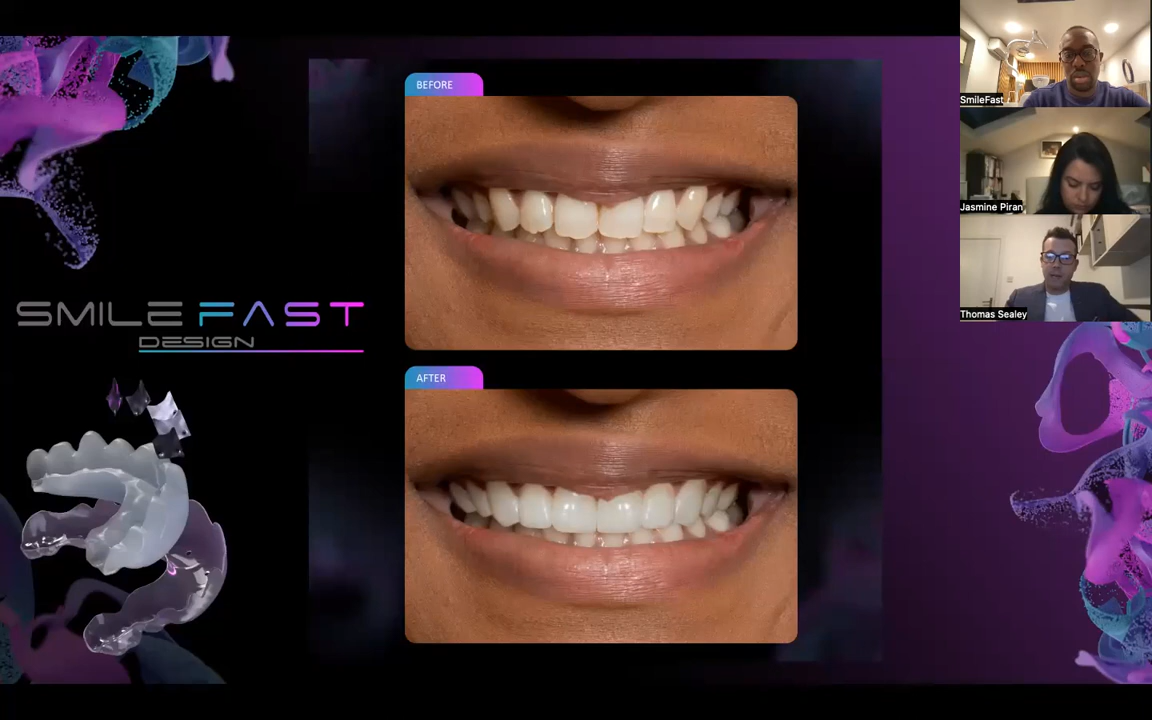 BEFORE
SMILE FAST
DESIGN
AFTER
SmileFast
Jasmine Piran
Thomas Sealey